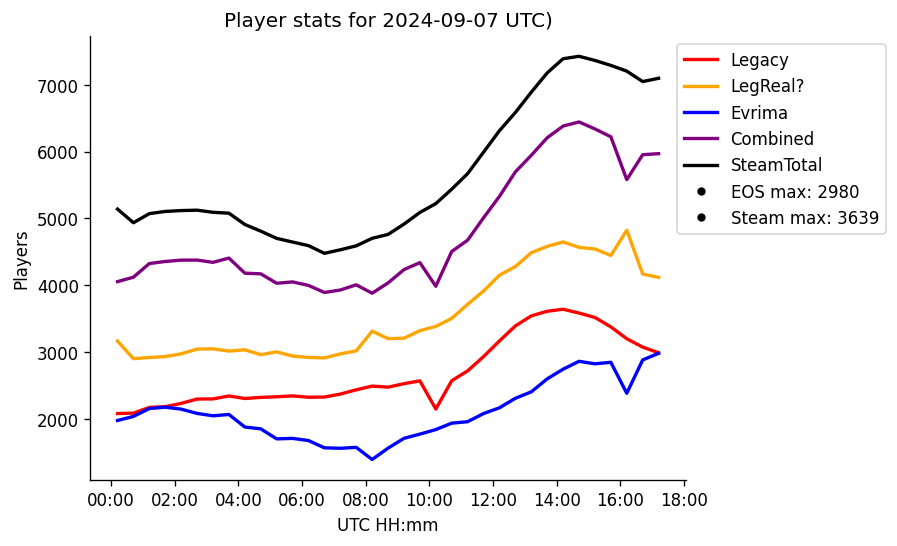 Player stats for 2024-09-07 UTC)
Legacy
LegReal?
Evrima
Combined
SteamTotal
EOS max: 2980
Steam max: 3639
Players
7000
6000
5000
4000
3000
2000
00:00 02:00 04:00 06:00 08:00 10:00 12:00 14:00 16:00 18:00
UTC HH:mm